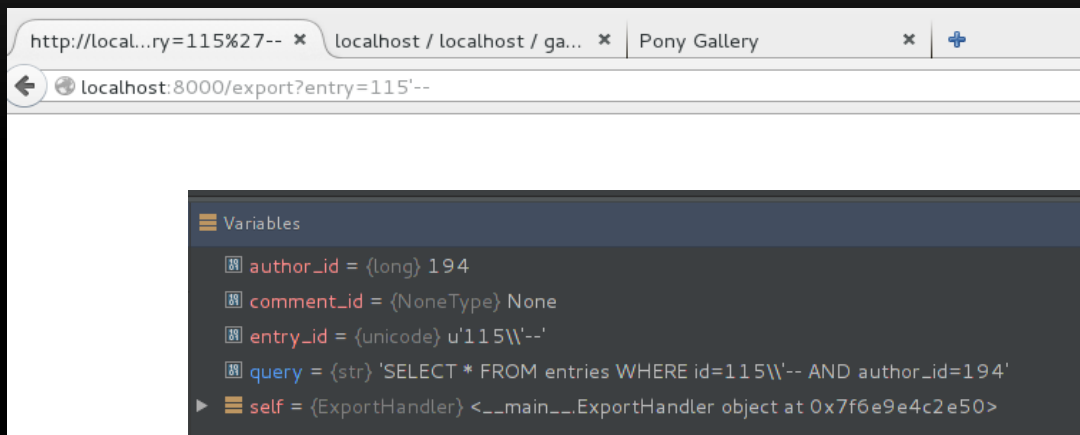 http://local...ry=115%27-- × localhost / localhost / ga... × Pony Gallery ×
localhost:8000/export?entry=115'--
Variables
author_id = {long} 194
comment_id = {NoneType} None
entry_id = {unicode} u'115\\'--'
query = {str} 'SELECT * FROM entries WHERE id=115\\'-- AND author_id=194'
self = {ExportHandler} <__main__.ExportHandler object at 0x7f6e9e4c2e50>